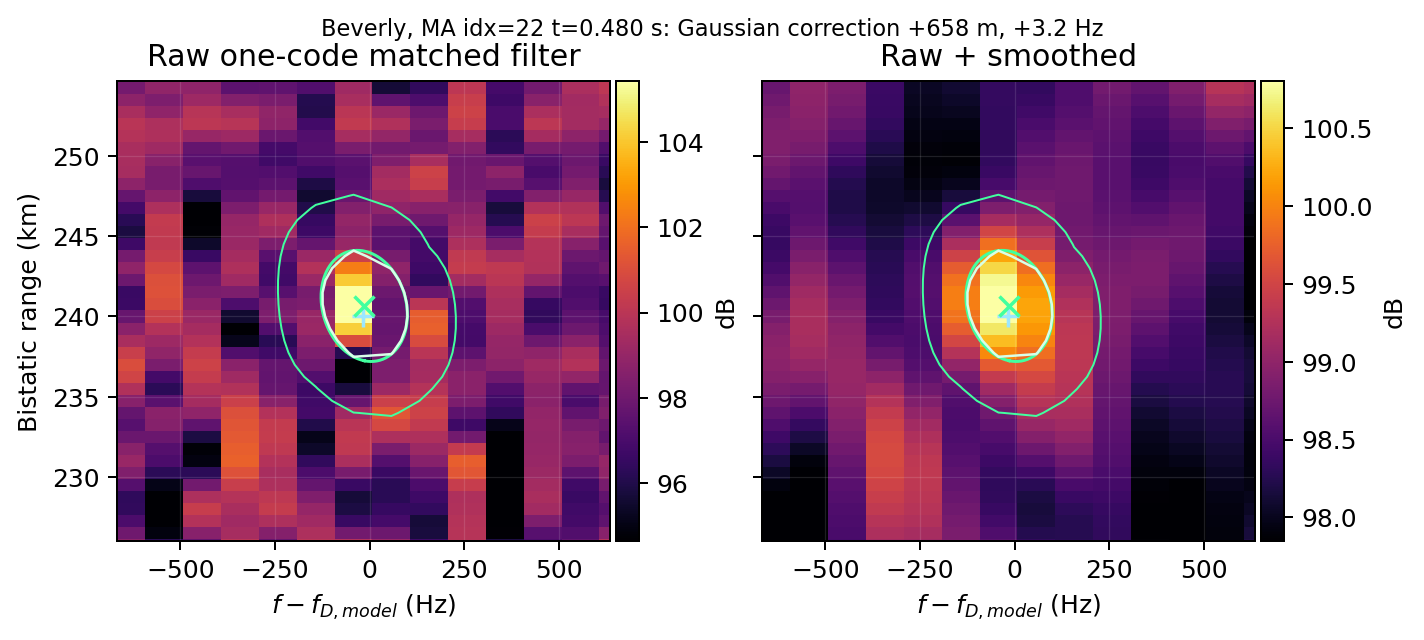 Beverly, MA idx=22 t=0.480 s: Gaussian correction +658 m, +3.2 Hz
Raw one-code matched filter
Raw + smoothed
Bistatic range (km)
250
245
240
235
230
−500 −250 0 250 500
f − f_{D, model} (Hz)
104
102
100
98
96
dB
−500 −250 0 250 500
f − f_{D, model} (Hz)
100.5
100.0
99.5
99.0
98.5
98.0
dB